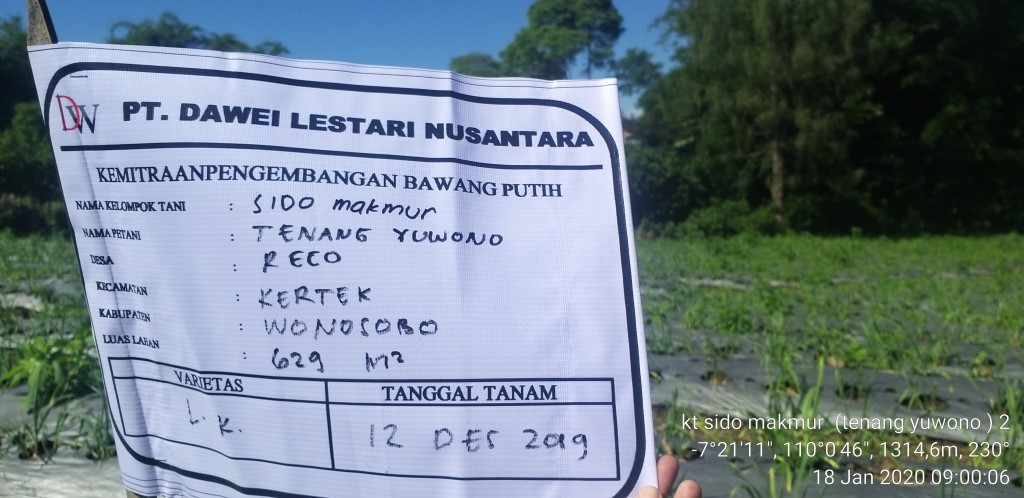 DW PT. DAWEI LESTARI NUSANTARA
KEMITRAANPENGEMBANGAN BAWANG PUTIH
NAMA KELOMPOK TANI : SIDO makmur
NAMA PETANI : TENANG YUWONO
DESA : RECO
KECAMATAN : KERTEK
KABUPATEN : WONOSOBO
LUAS LAHAN : 629 M²
VARIETAS TANGGAL TANAM
L. K. 12 DES 2019
kt sido makmur (tenang yuwono ) 2
-7°21'11", 110°0'46", 1314,6m, 230°
18 Jan 2020 09:00:06